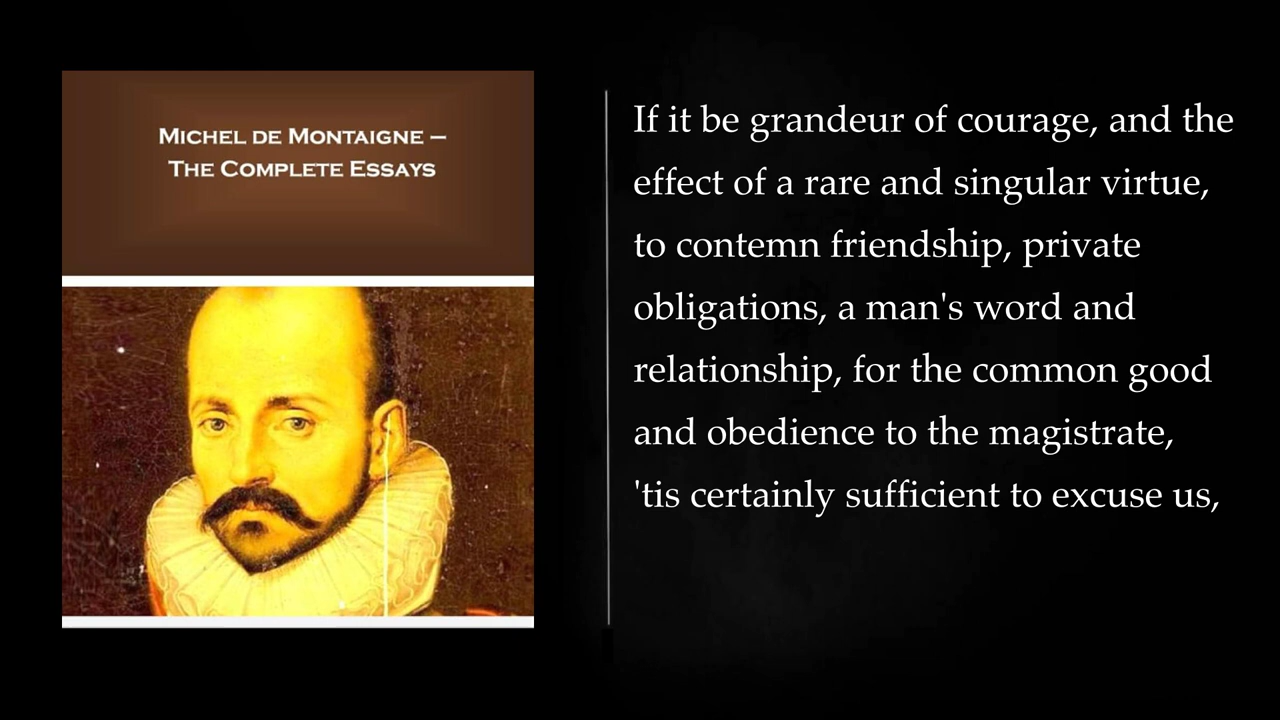 MICHEL DE MONTAIGNE –
THE COMPLETE ESSAYS
If it be grandeur of courage, and the
effect of a rare and singular virtue,
to contemn friendship, private
obligations, a man's word and
relationship, for the common good
and obedience to the magistrate,
'tis certainly sufficient to excuse us,